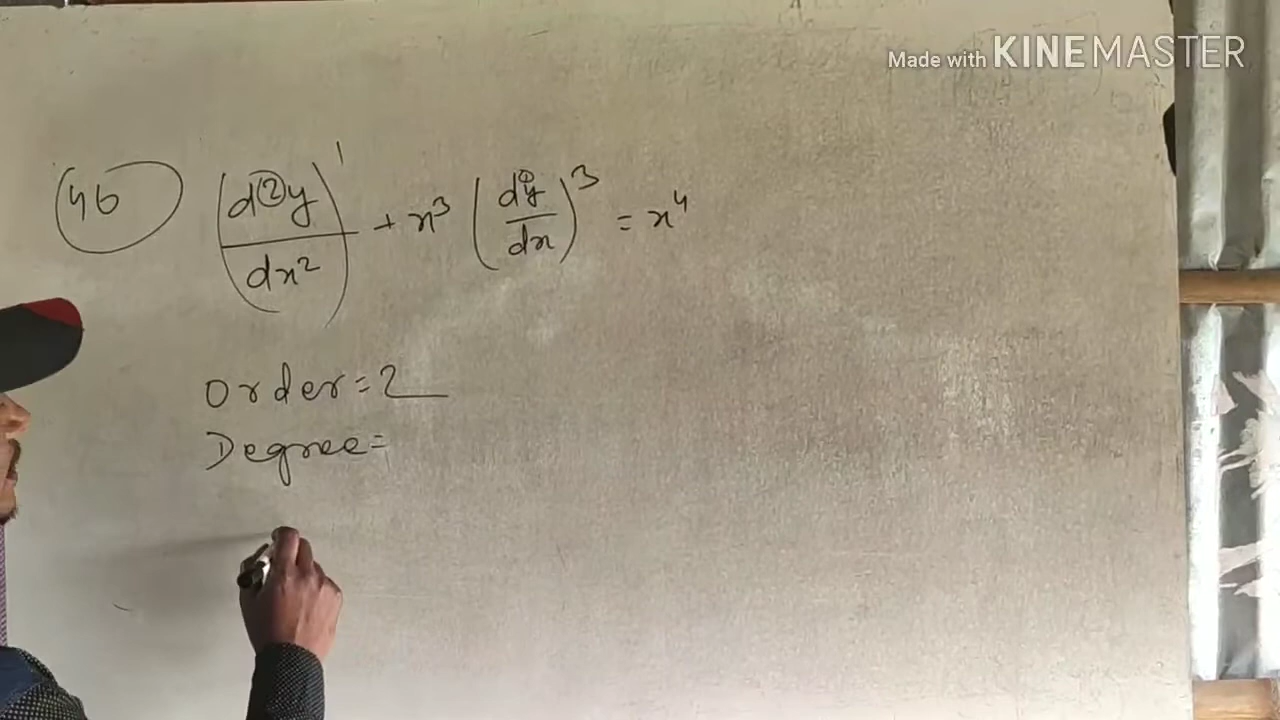 Made with KINEMASTER
46 (d²y/dx²)¹ + x³ (dy/dx)³ = x⁴
Order = 2
Degree =